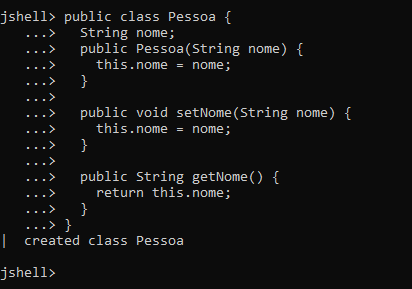 jshell> public class Pessoa {
   ...>   String nome;
   ...>   public Pessoa(String nome) {
   ...>     this.nome = nome;
   ...>   }
   ...>
   ...>   public void setNome(String nome) {
   ...>     this.nome = nome;
   ...>   }
   ...>
   ...>   public String getNome() {
   ...>     return this.nome;
   ...>   }
   ...> }
|  created class Pessoa

jshell>